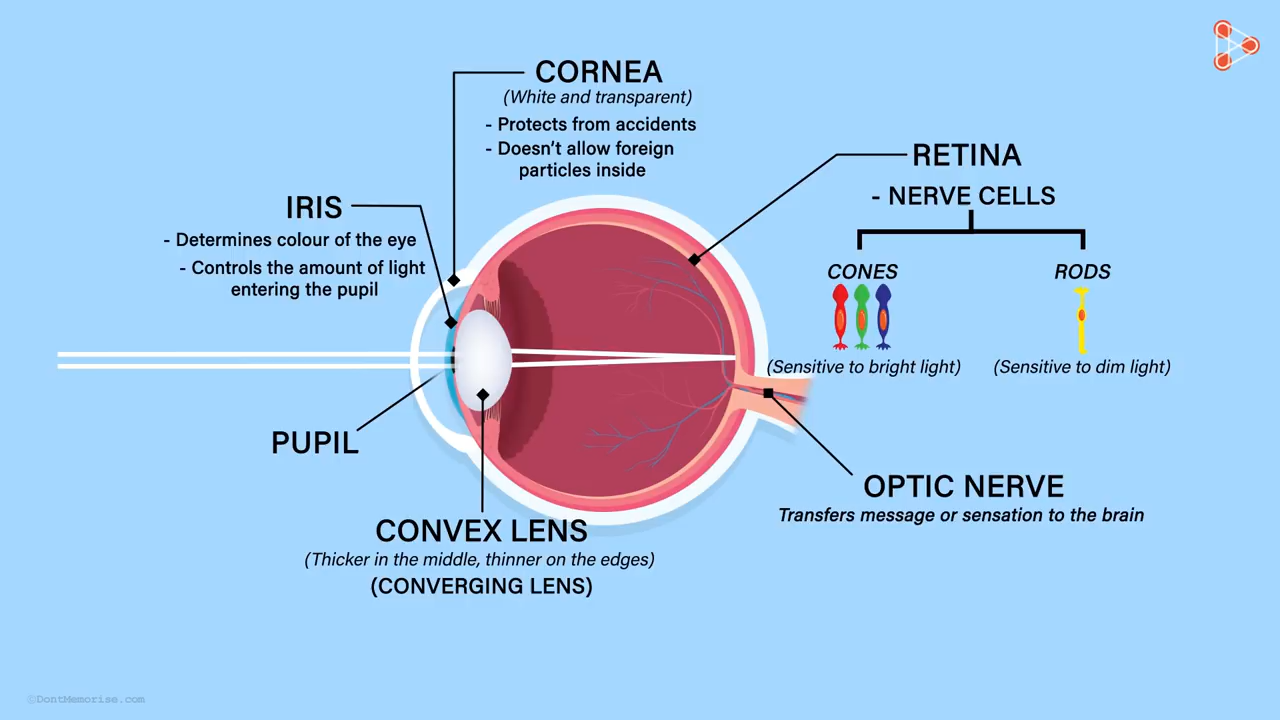 CORNEA
(White and transparent)
- Protects from accidents
- Doesn't allow foreign
particles inside
RETINA
- NERVE CELLS
CONES
(Sensitive to bright light)
RODS
(Sensitive to dim light)
IRIS
- Determines colour of the eye
- Controls the amount of light
entering the pupil
PUPIL
OPTIC NERVE
Transfers message or sensation to the brain
CONVEX LENS
(Thicker in the middle, thinner on the edges)
(CONVERGING LENS)
©DontMemorise.com